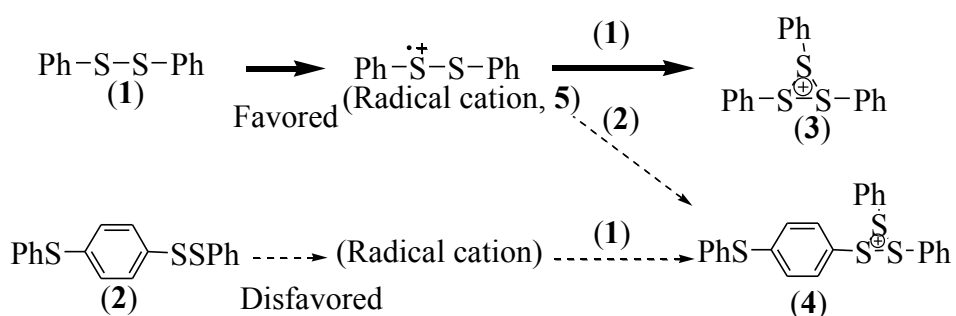 Ph–S–S–Ph
(1)
Favored
Ph–S–S–Ph
•+
(Radical cation, 5)
(1)
(2)
Ph
S
Ph–S–S–Ph
+
(3)
PhS
SSPh
(2)
Disfavored
(Radical cation)
(1)
Ph
S
PhS
S–S–Ph
+
(4)